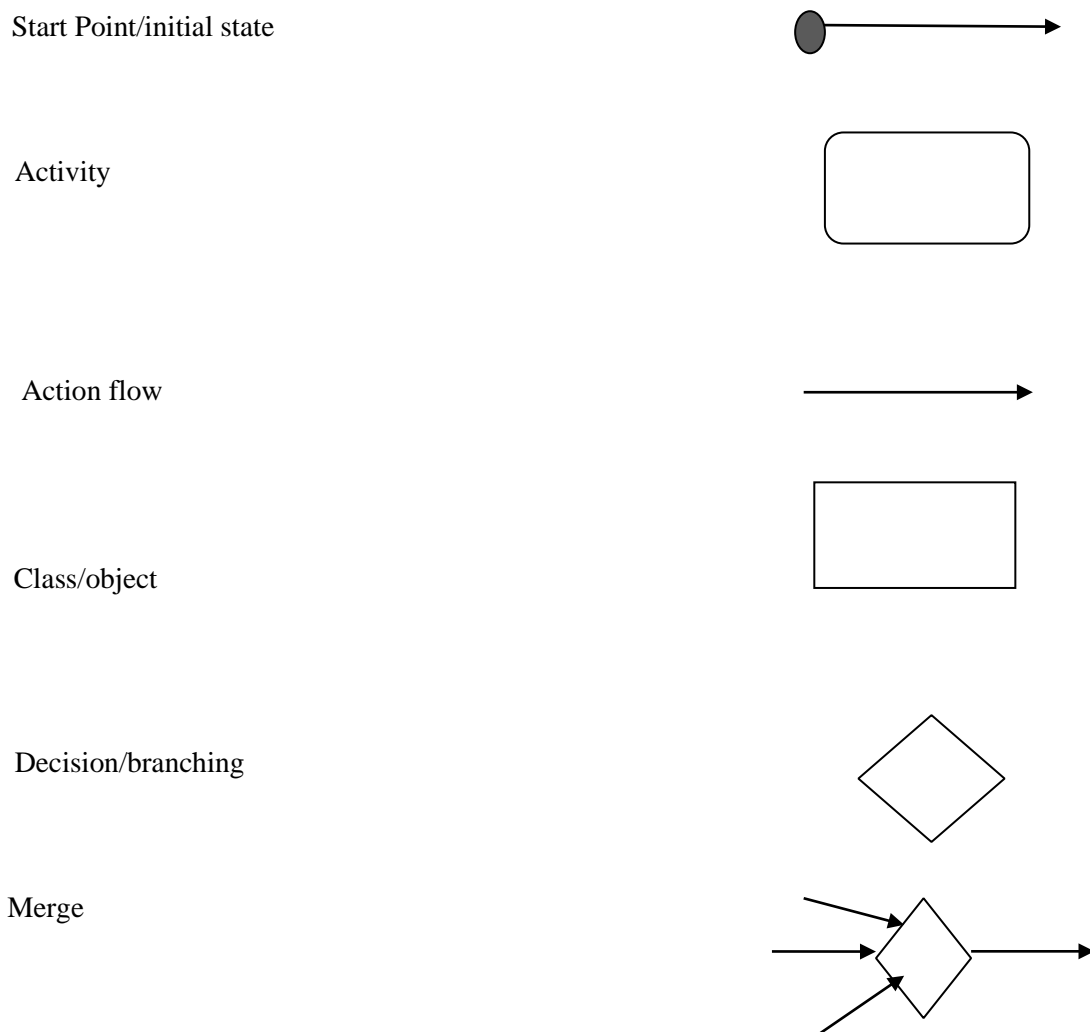 Start Point/initial state
Activity
Action flow
Class/object
Decision/branching
Merge